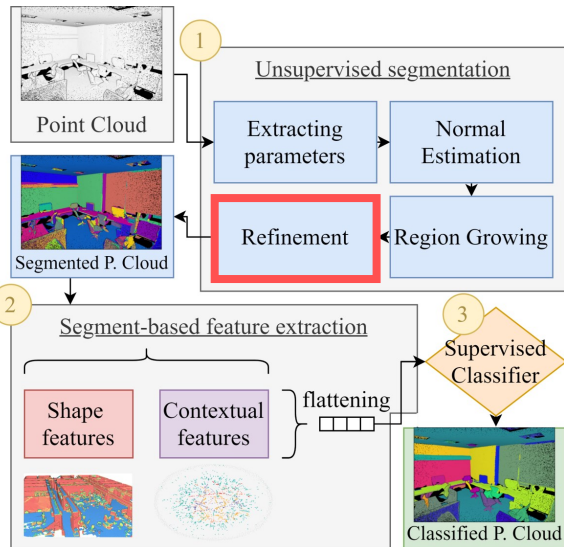 1
Unsupervised segmentation
Point Cloud
Extracting
parameters
Normal
Estimation
Region Growing
Refinement
Segmented P. Cloud
2
Segment-based feature extraction
Shape
features
Contextual
features
flattening
3
Supervised
Classifier
Classified P. Cloud